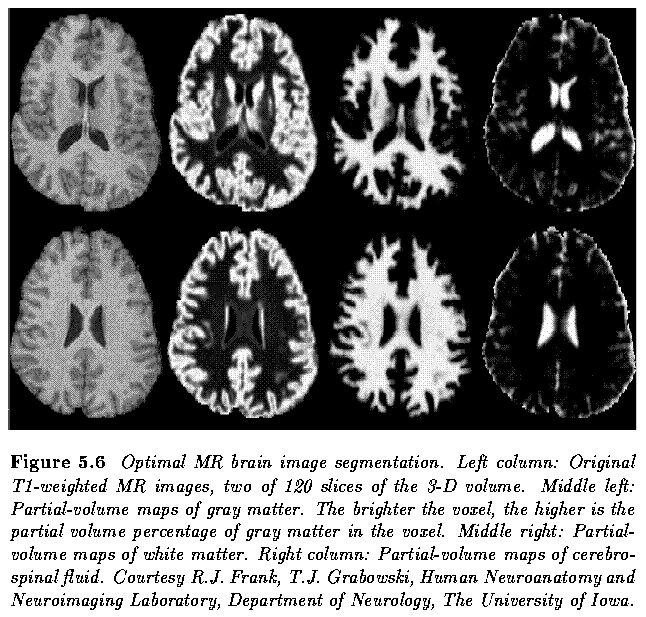 Figure 5.6 Optimal MR brain image segmentation. Left column: Original
T1-weighted MR images, two of 120 slices of the 3-D volume. Middle left:
Partial-volume maps of gray matter. The brighter the voxel, the higher is the
partial volume percentage of gray matter in the voxel. Middle right: Partial-
volume maps of white matter. Right column: Partial-volume maps of cerebro-
spinal fluid. Courtesy R.J. Frank, T.J. Grabowski, Human Neuroanatomy and
Neuroimaging Laboratory, Department of Neurology, The University of Iowa.